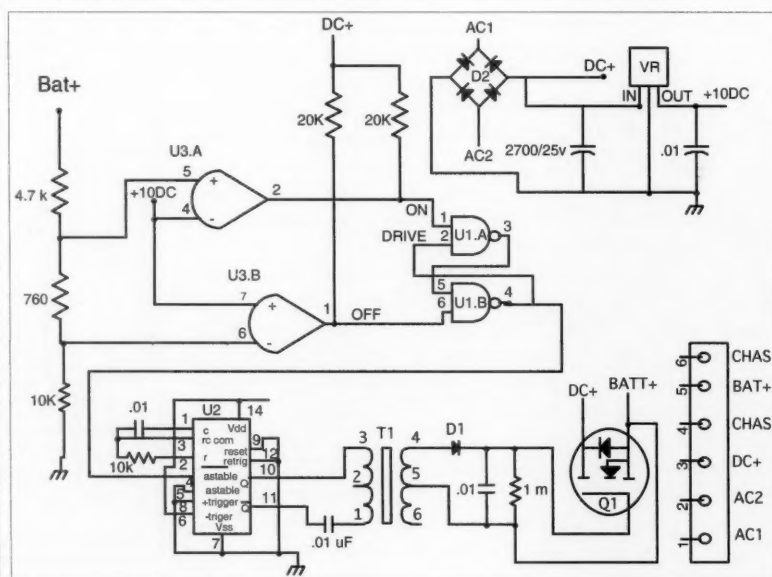 DC+
AC1
Bat+
D2
DC+
VR
IN
OUT
+10DC
20K
20K
2700/25v
.01
AC2
U3.A
4.7 k
5
+
+10DC
2
4
-
ON
1
2
U1.A
3
DRIVE
760
U3.B
7
+
1
OFF
6
-
5
6
U1.B
4
10K
.01
U2
14
1
c
Vdd
3
rc com
reset
9
10k
r
retrig
12
2
astable
Q
10
4
astable
5
+trigger
Q
11
8
-triger
6
Vss
7
.01 uF
T1
3
2
1
4
5
6
D1
.01
1 m
DC+
BATT+
Q1
6
CHAS
5
BAT+
4
CHAS
3
DC+
2
AC2
1
AC1